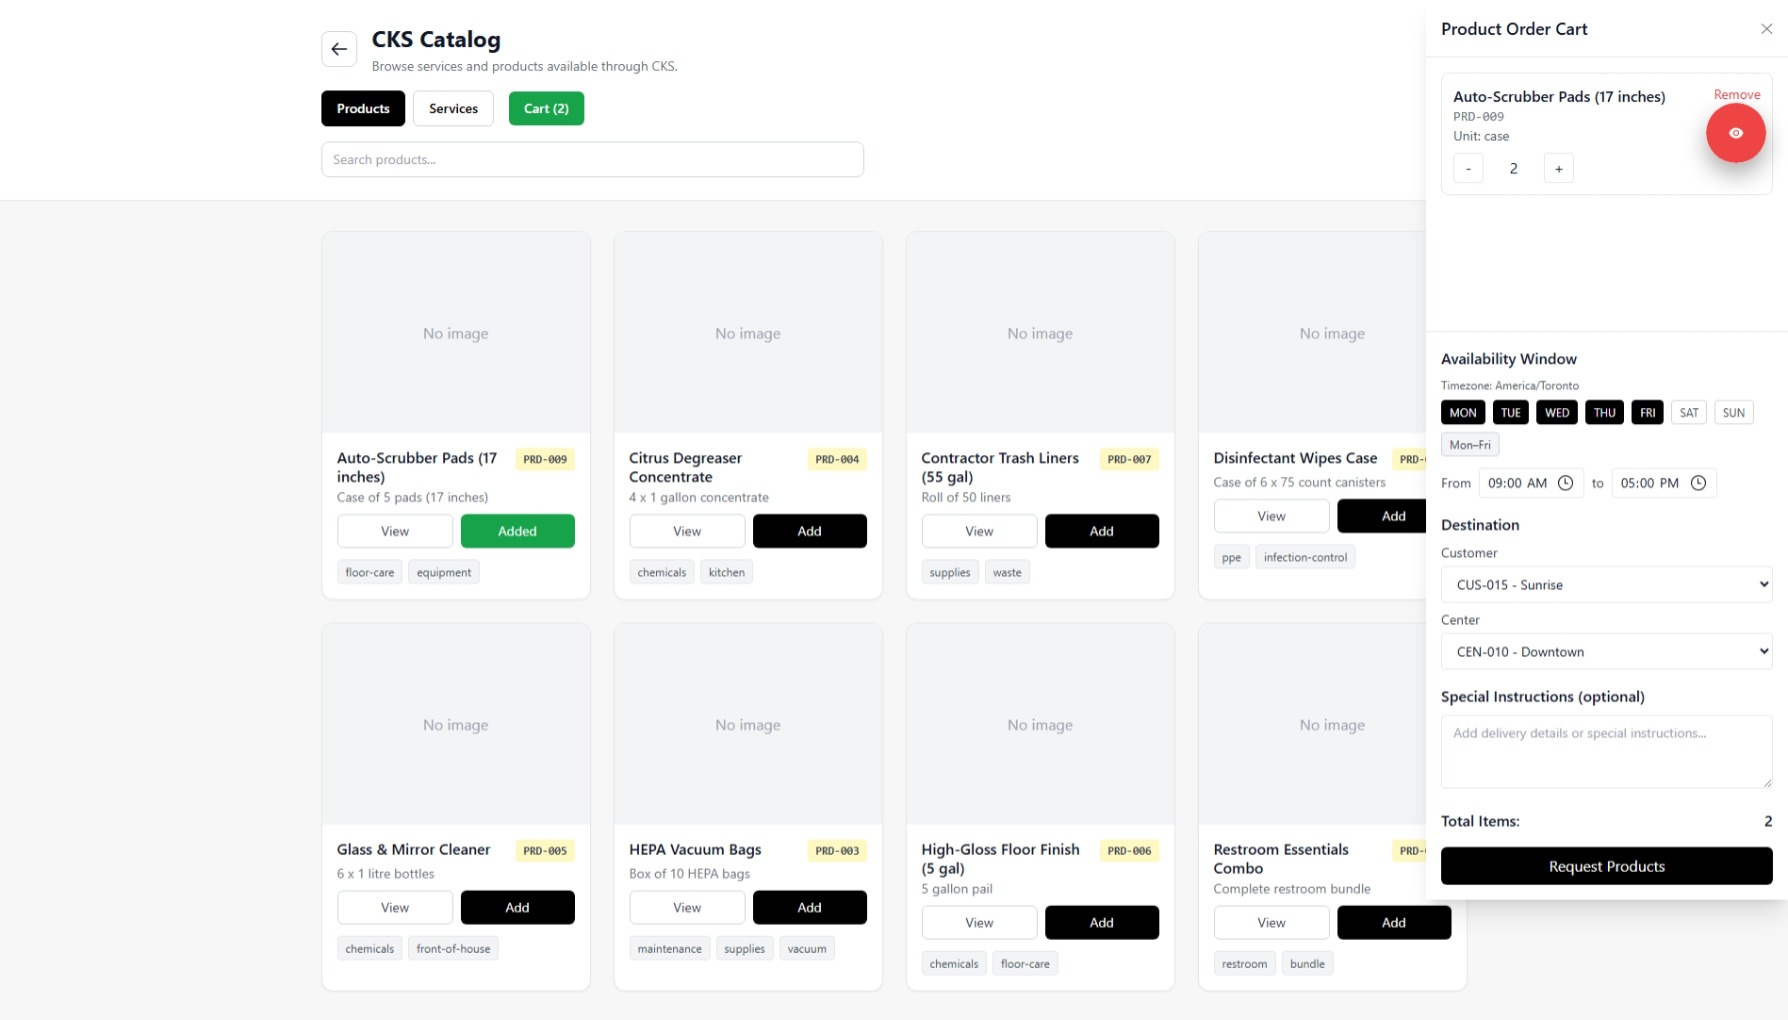 CKS Catalog
Browse services and products available through CKS.
Products
Services
Cart (2)
Search products...
No image
Auto-Scrubber Pads (17 inches)
PRD-009
Case of 5 pads (17 inches)
View
Added
floor-care
equipment
No image
Citrus Degreaser Concentrate
PRD-004
4 x 1 gallon concentrate
View
Add
chemicals
kitchen
No image
Contractor Trash Liners (55 gal)
PRD-007
Roll of 50 liners
View
Add
supplies
waste
No image
Disinfectant Wipes Case
PRD-
Case of 6 x 75 count canisters
View
Add
ppe
infection-control
No image
Glass & Mirror Cleaner
PRD-005
6 x 1 litre bottles
View
Add
chemicals
front-of-house
No image
HEPA Vacuum Bags
PRD-003
Box of 10 HEPA bags
View
Add
maintenance
supplies
vacuum
No image
High-Gloss Floor Finish (5 gal)
PRD-006
5 gallon pail
View
Add
chemicals
floor-care
No image
Restroom Essentials Combo
PRD-
Complete restroom bundle
View
Add
restroom
bundle
Product Order Cart
Auto-Scrubber Pads (17 inches)
Remove
PRD-009
Unit: case
- 2 +
Availability Window
Timezone: America/Toronto
MON TUE WED THU FRI SAT SUN
Mon–Fri
From 09:00 AM to 05:00 PM
Destination
Customer
CUS-015 - Sunrise
Center
CEN-010 - Downtown
Special Instructions (optional)
Add delivery details or special instructions...
Total Items: 2
Request Products